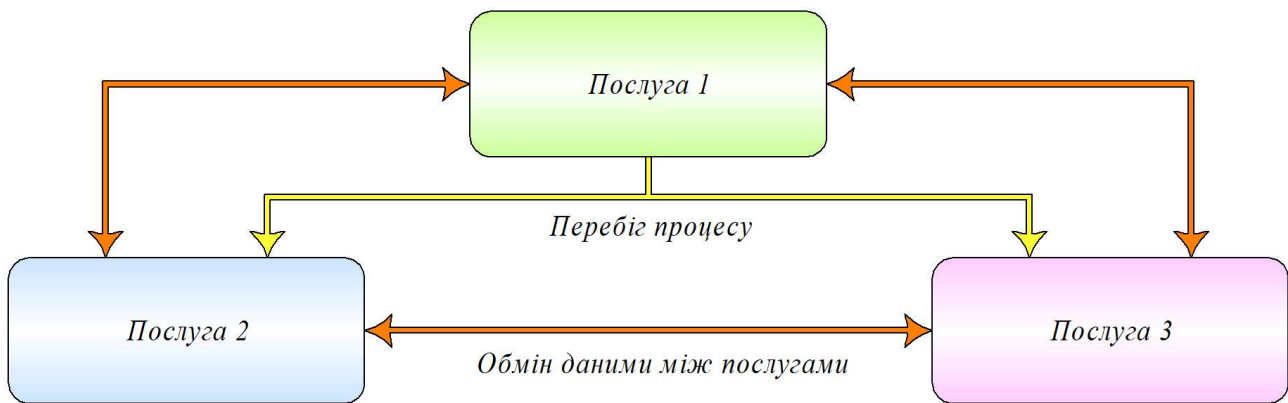 Послуга 1
Перебіг процесу
Послуга 2
Послуга 3
Обмін даними між послугами